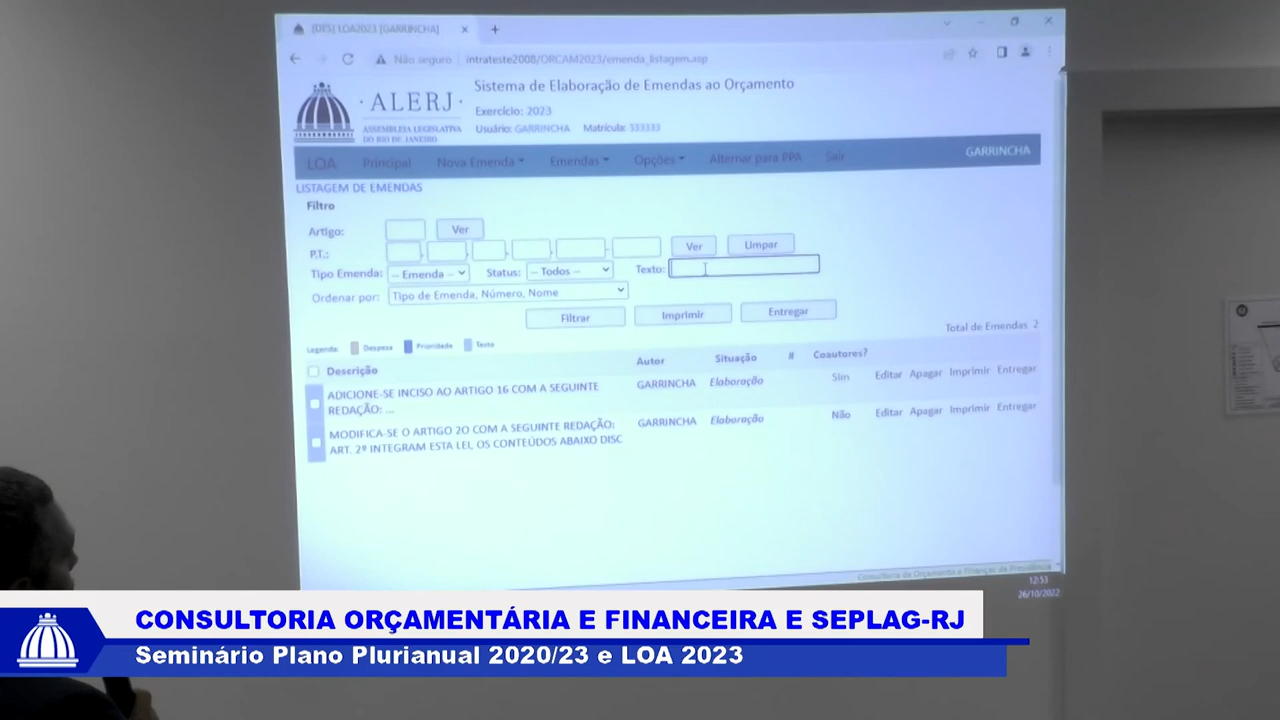 [DES] LOA2023 [GARRINCHA]
Não seguro intrateste2008/ORCAM2023/emenda_listagem.asp
ALERJ
ASSEMBLEIA LEGISLATIVA
DO RIO DE JANEIRO
Sistema de Elaboração de Emendas ao Orçamento
Exercício: 2023
Usuário: GARRINCHA Matrícula: 333333
LOA Principal Nova Emenda Emendas Opções Alternar para PPA Sair GARRINCHA
LISTAGEM DE EMENDAS
Filtro
Artigo: Ver
P.T.: Ver Limpar
Tipo Emenda: -- Emenda -- Status: -- Todos -- Texto:
Ordenar por: Tipo de Emenda, Número, Nome
Filtrar Imprimir Entregar
Total de Emendas 2
Legenda: Despesa Prioridade Texto
Descrição Autor Situação # Coautores?
ADICIONE-SE INCISO AO ARTIGO 16 COM A SEGUINTE
REDAÇÃO: ...
GARRINCHA Elaboração Sim Editar Apagar Imprimir Entregar
MODIFICA-SE O ARTIGO 2O COM A SEGUINTE REDAÇÃO:
ART. 2º INTEGRAM ESTA LEI, OS CONTEÚDOS ABAIXO DISC
GARRINCHA Elaboração Não Editar Apagar Imprimir Entregar
Consultoria de Orçamento e Finanças da Presidência
12:53
26/10/2022
CONSULTORIA ORÇAMENTÁRIA E FINANCEIRA E SEPLAG-RJ
Seminário Plano Plurianual 2020/23 e LOA 2023